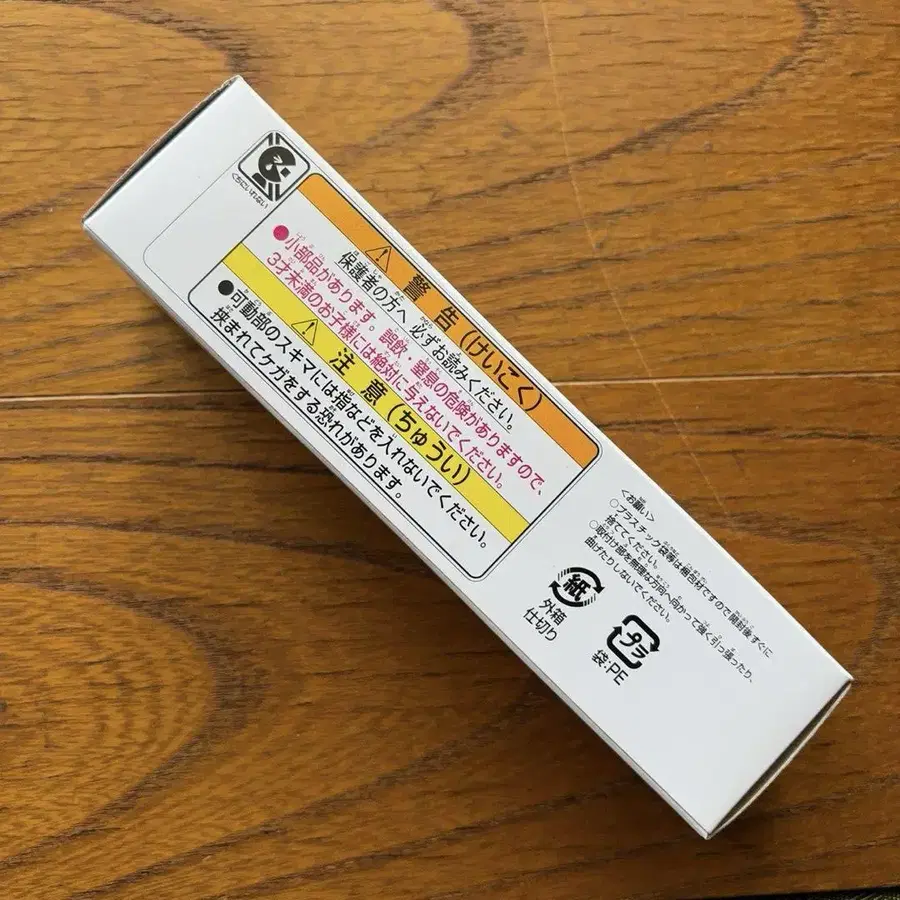 くちにいれない
警告(けいこく)
保護者の方へ 必ずお読みください。
●小部品があります。誤飲・窒息の危険がありますので、
3才未満のお子様には絶対に与えないでください。
注意(ちゅうい)
●可動部のスキマには指などを入れないでください。
挟まれてケガをする恐れがあります。
<お願い>
○プラスチック袋等は梱包材ですので開封後すぐに
捨ててください。
○取付け部を無理な方向へ向かって強く引っ張ったり、
曲げたりしないでください。
紙
外箱
仕切り
プラ
袋:PE